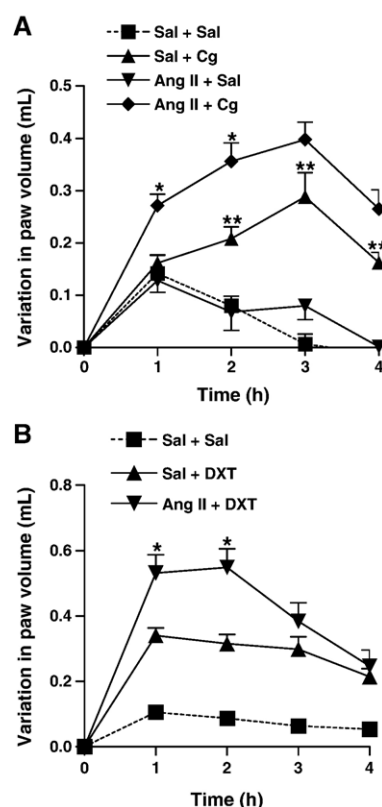 A
Sal + Sal
Sal + Cg
Ang II + Sal
Ang II + Cg
Variation in paw volume (mL)
0.5
0.4
0.3
0.2
0.1
0.0
*
*
**
**
**
0 1 2 3 4
Time (h)
B
Sal + Sal
Sal + DXT
Ang II + DXT
Variation in paw volume (mL)
0.8
0.6
0.4
0.2
0.0
*
*
0 1 2 3 4
Time (h)